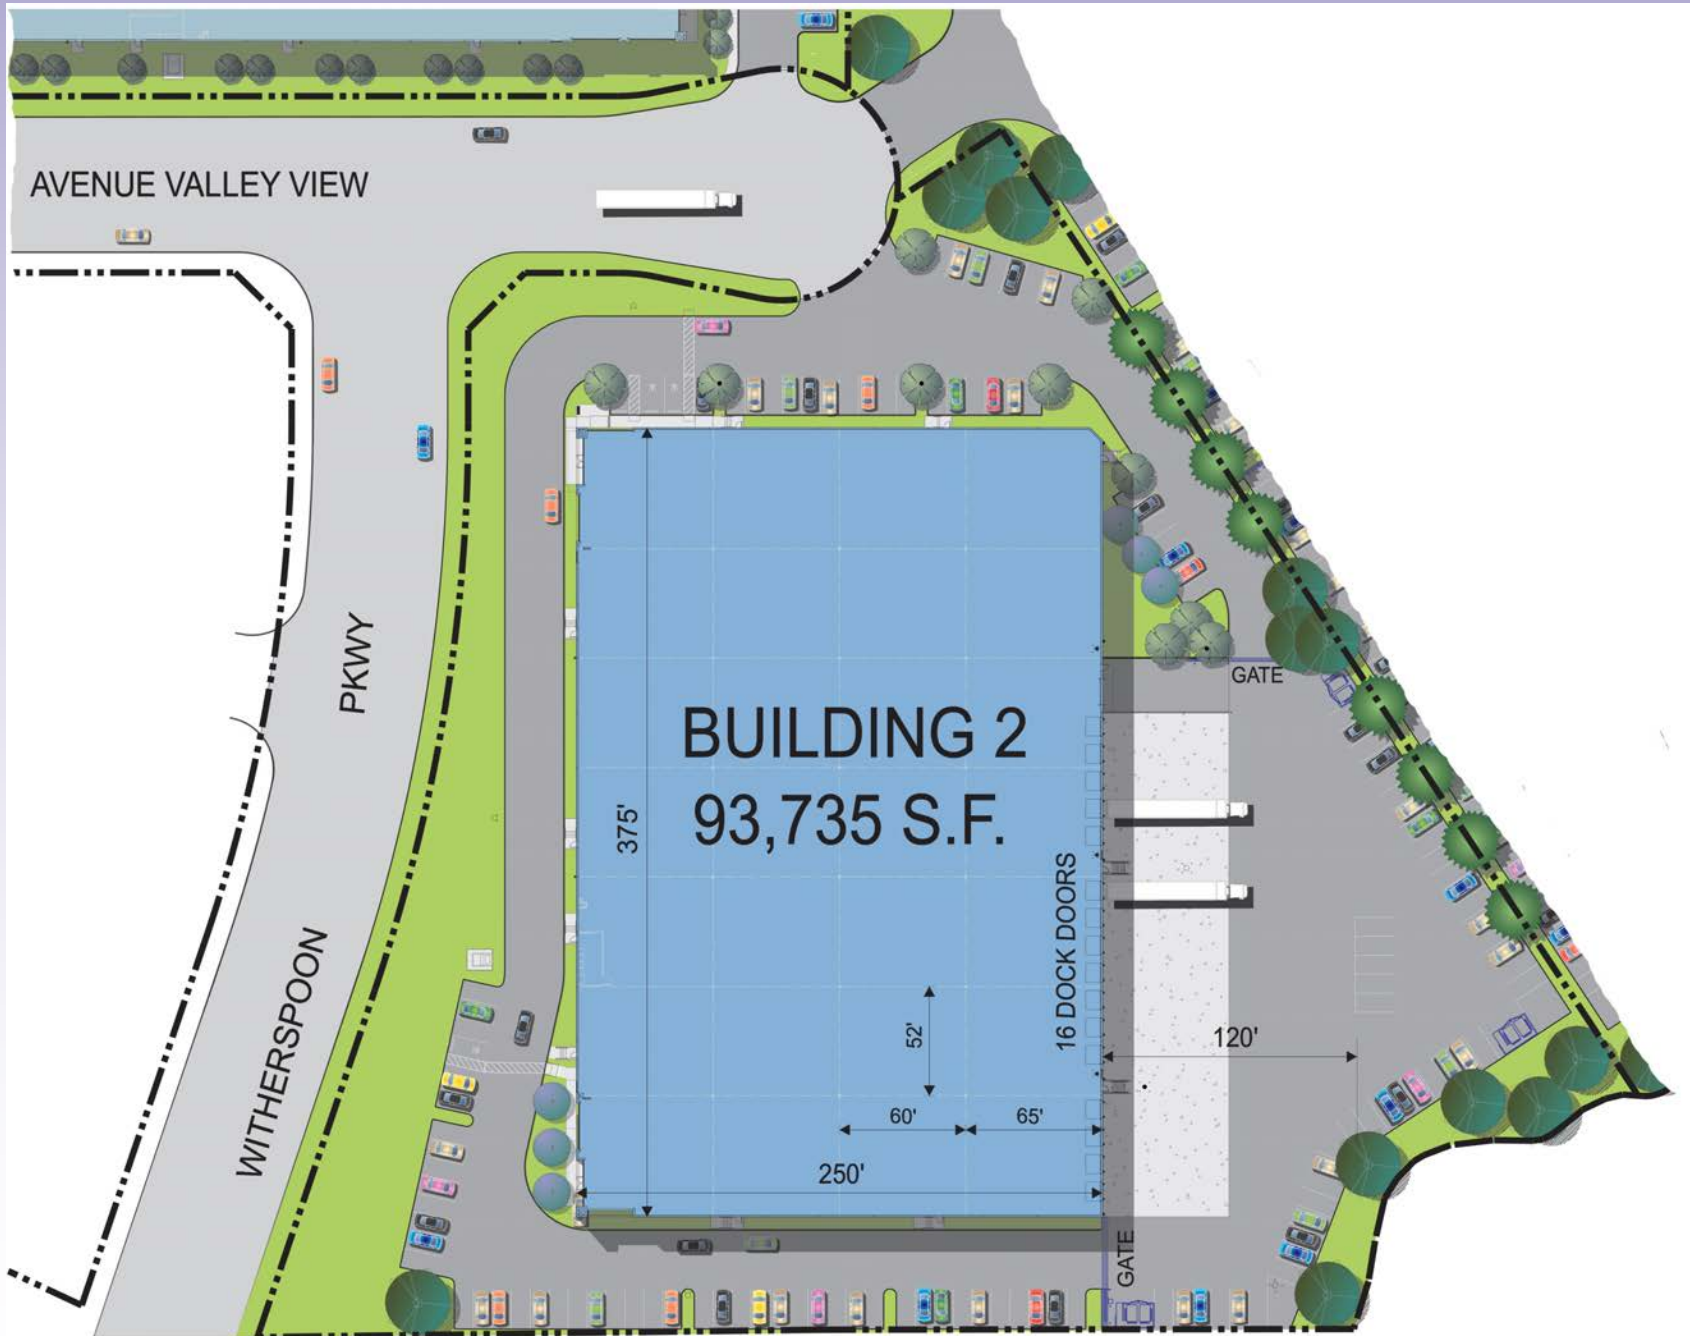 AVENUE VALLEY VIEW
PKWY
WITHERSPOON
GATE
BUILDING 2
93,735 S.F.
375'
16 DOCK DOORS
52'
120'
60'
65'
250'
GATE